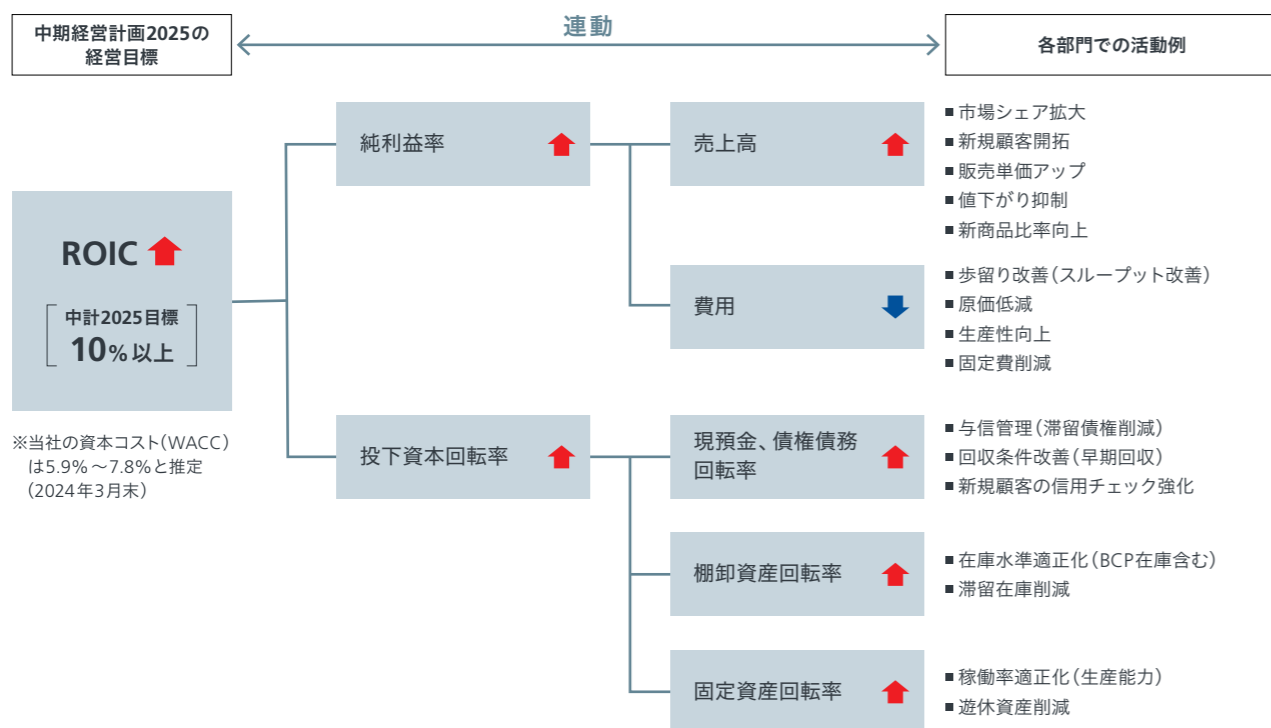 中期経営計画2025の
経営目標
連動
各部門での活動例
ROIC
中計2025目標
10%以上
※当社の資本コスト(WACC)
は5.9%～7.8%と推定
(2024年3月末)
純利益率
売上高
■ 市場シェア拡大
■ 新規顧客開拓
■ 販売単価アップ
■ 値下がり抑制
■ 新商品比率向上
費用
■ 歩留り改善(スループット改善)
■ 原価低減
■ 生産性向上
■ 固定費削減
投下資本回転率
現預金、債権債務
回転率
■ 与信管理(滞留債権削減)
■ 回収条件改善(早期回収)
■ 新規顧客の信用チェック強化
棚卸資産回転率
■ 在庫水準適正化(BCP在庫含む)
■ 滞留在庫削減
固定資産回転率
■ 稼働率適正化(生産能力)
■ 遊休資産削減